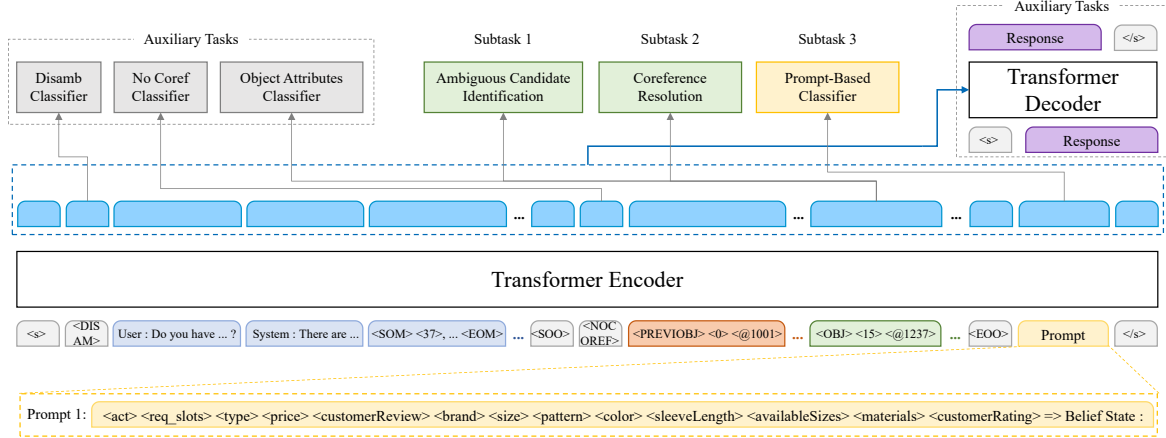 Auxiliary Tasks
Subtask 1
Subtask 2
Subtask 3
Auxiliary Tasks
Response
</s>
Disamb
Classifier
No Coref
Classifier
Object Attributes
Classifier
Ambiguous Candidate
Identification
Coreference
Resolution
Prompt-Based
Classifier
Transformer
Decoder
<s>
Response
... ... ...
Transformer Encoder
<s>
<DIS
AM>
User : Do you have ... ?
System : There are ...
<SOM> <37>, ... <EOM>
...
<SOO>
<NOC
OREF>
<PREVIOBJ> <0> <@1001>
...
<OBJ> <15> <@1237>
...
<EOO>
Prompt
</s>
Prompt 1: <act> <req_slots> <type> <price> <customerReview> <brand> <size> <pattern> <color> <sleeveLength> <availableSizes> <materials> <customerRating> => Belief State :